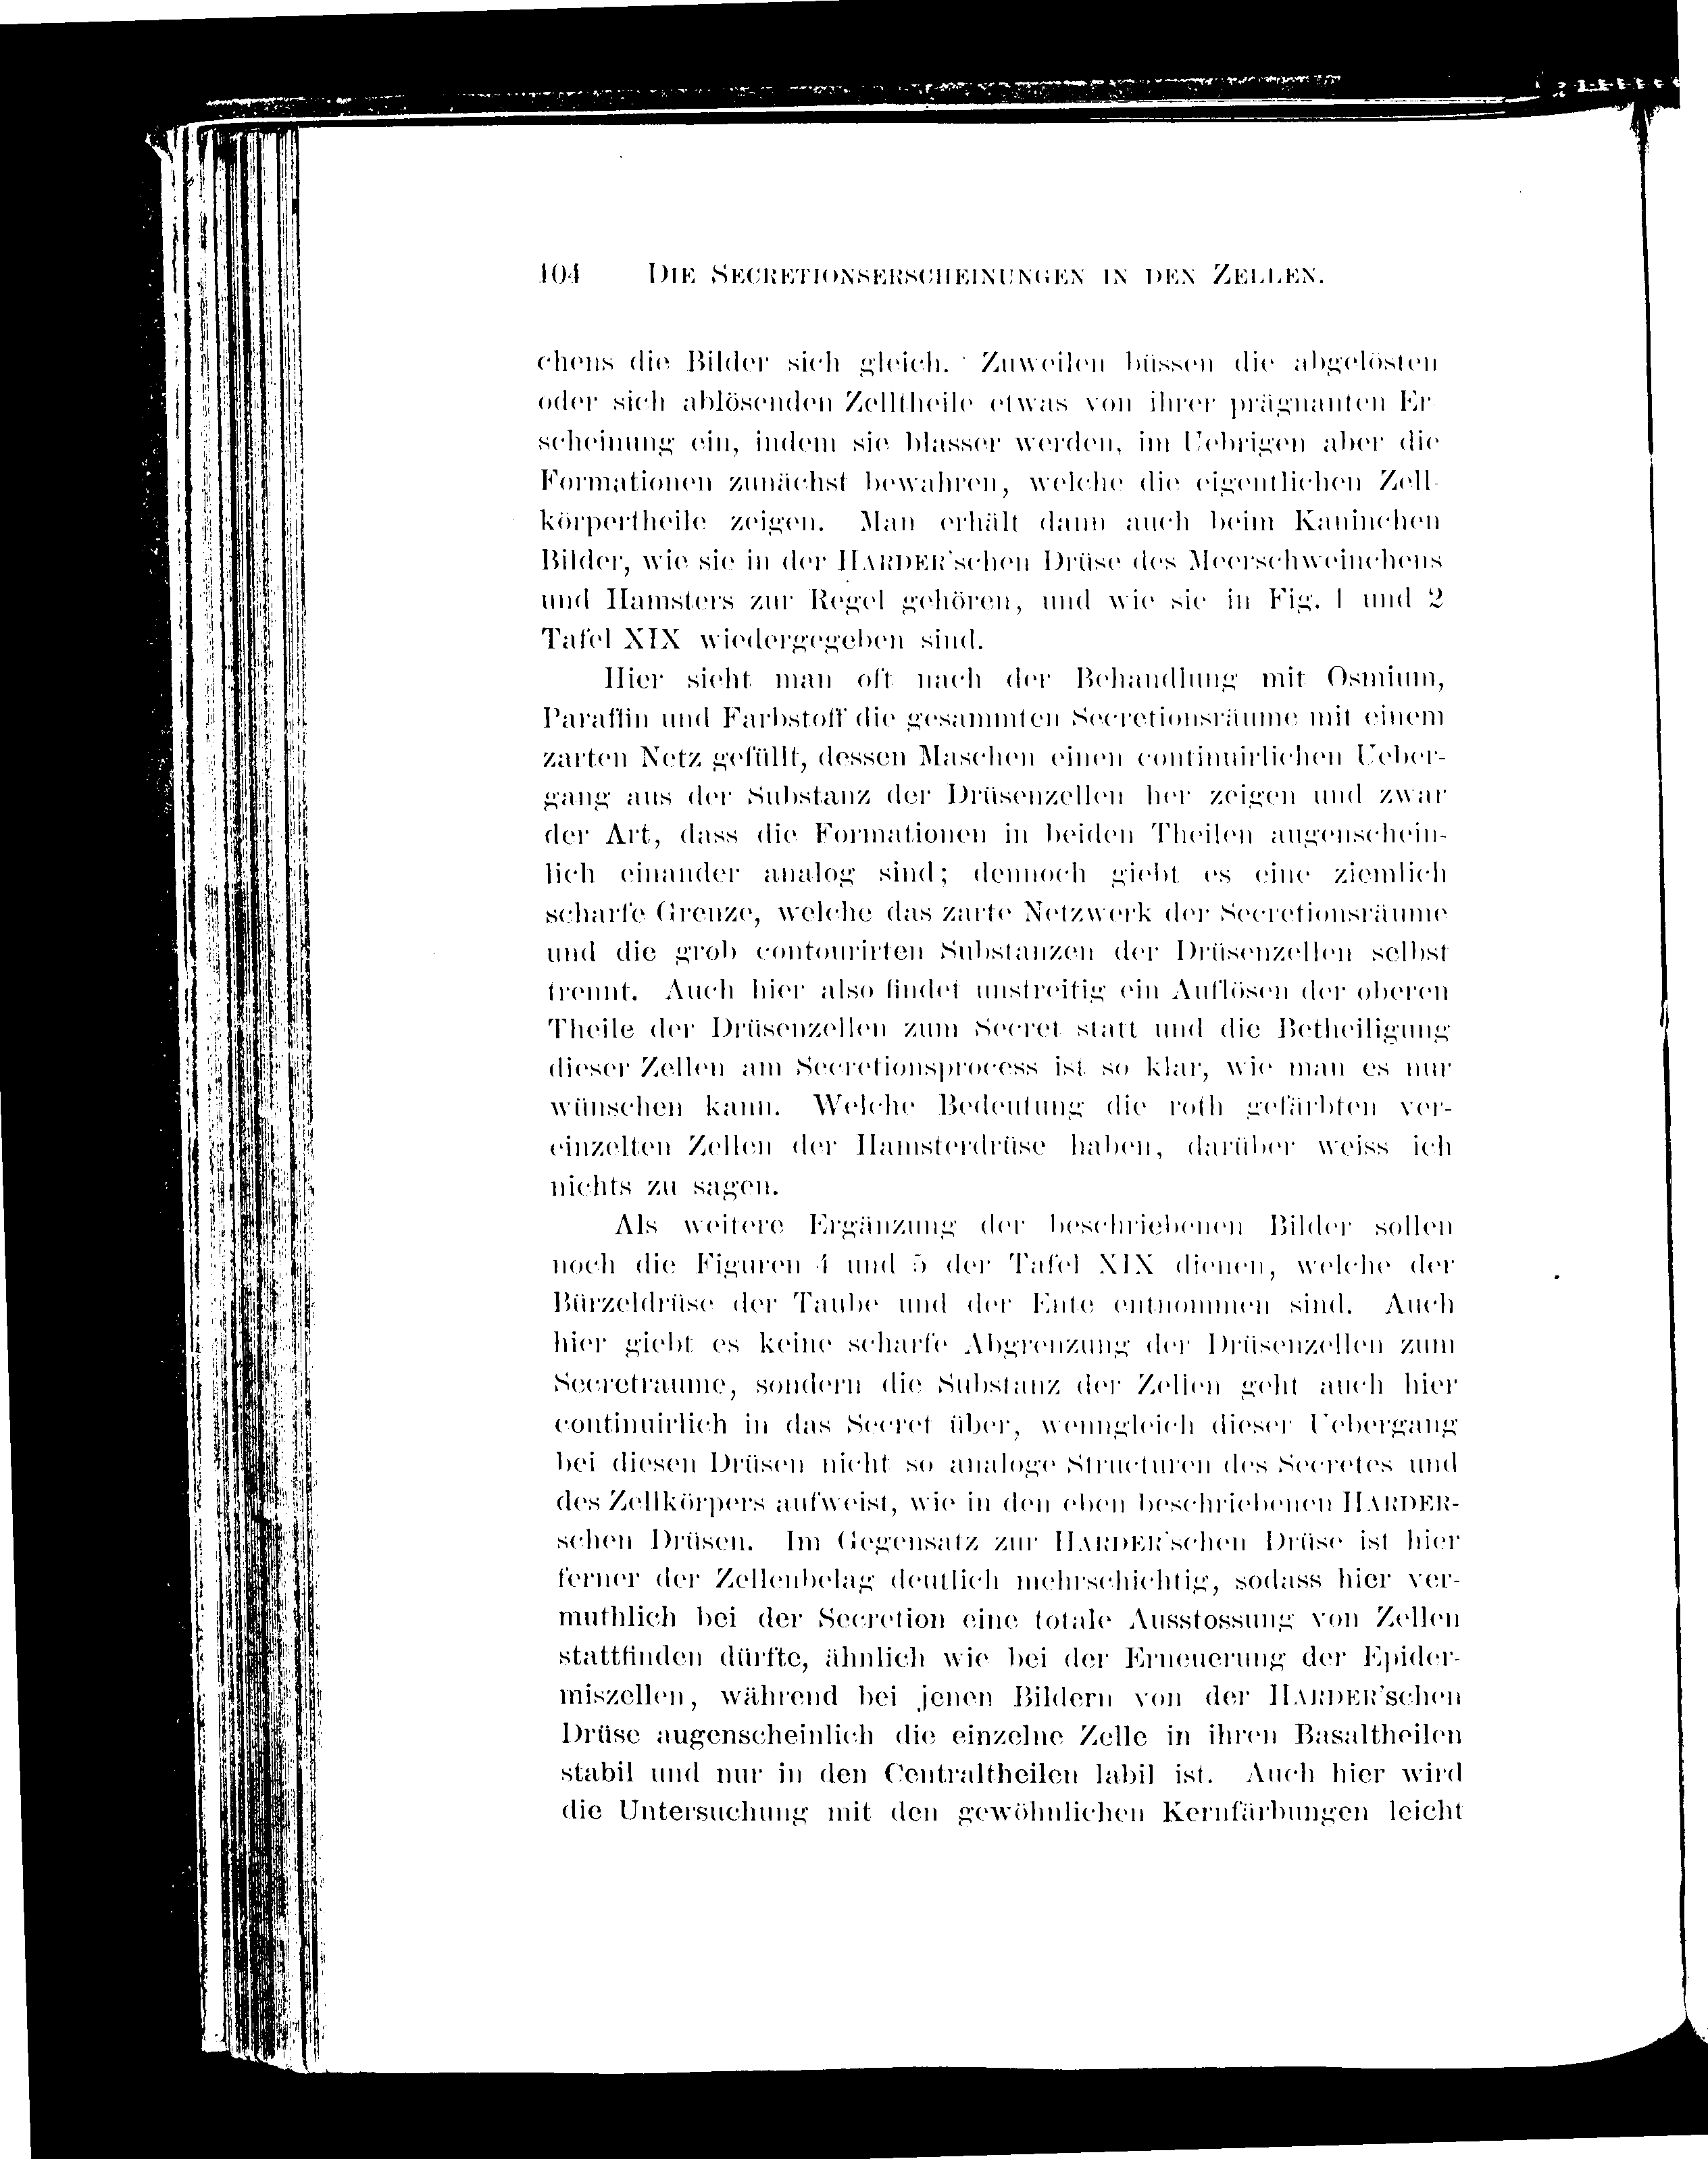 104 DIE SECRETIONSERSCHEINUNGEN IN DEN ZELLEN.
chens die Bilder sich gleich. Zuweilen büssen die abgelösten
oder sich ablösenden Zelltheile etwas von ihrer prägnanten Er-
scheinung ein, indem sie blasser werden, im Uebrigen aber die
Formationen zunächst bewahren, welche die eigentlichen Zell-
körpertheile zeigen. Man erhält dann auch beim Kaninchen
Bilder, wie sie in der HARDER'schen Drüse des Meerschweinchens
und Hamsters zur Regel gehören, und wie sie in Fig. 1 und 2
Tafel XIX wiedergegeben sind.
Hier sieht man oft nach der Behandlung mit Osmium,
Paraffin und Farbstoff die gesammten Secretionsräume mit einem
zarten Netz gefüllt, dessen Maschen einen continuirlichen Ueber-
gang aus der Substanz der Drüsenzellen her zeigen und zwar
der Art, dass die Formationen in beiden Theilen augenschein-
lich einander analog sind; dennoch giebt es eine ziemlich
scharfe Grenze, welche das zarte Netzwerk der Secretionsräume
und die grob contourirten Substanzen der Drüsenzellen selbst
trennt. Auch hier also findet unstreitig ein Auflösen der oberen
Theile der Drüsenzellen zum Secret statt und die Betheiligung
dieser Zellen am Secretionsprocess ist so klar, wie man es nur
wünschen kann. Welche Bedeutung die roth gefärbten ver-
einzelten Zellen der Hamsterdrüse haben, darüber weiss ich
nichts zu sagen.
Als weitere Ergänzung der beschriebenen Bilder sollen
noch die Figuren 4 und 5 der Tafel XIX dienen, welche der
Bürzeldrüse der Taube und der Ente entnommen sind. Auch
hier giebt es keine scharfe Abgrenzung der Drüsenzellen zum
Secretraume, sondern die Substanz der Zellen geht auch hier
continuirlich in das Secret über, wenngleich dieser Uebergang
bei diesen Drüsen nicht so analoge Structuren des Secretes und
des Zellkörpers aufweist, wie in den eben beschriebenen HARDER-
schen Drüsen. Im Gegensatz zur HARDER'schen Drüse ist hier
ferner der Zellenbelag deutlich mehrschichtig, sodass hier ver-
muthlich bei der Secretion eine totale Ausstossung von Zellen
stattfinden dürfte, ähnlich wie bei der Erneuerung der Epider-
miszellen, während bei jenen Bildern von der HARDER'schen
Drüse augenscheinlich die einzelne Zelle in ihren Basaltheilen
stabil und nur in den Centraltheilen labil ist. Auch hier wird
die Untersuchung mit den gewöhnlichen Kernfärbungen leicht